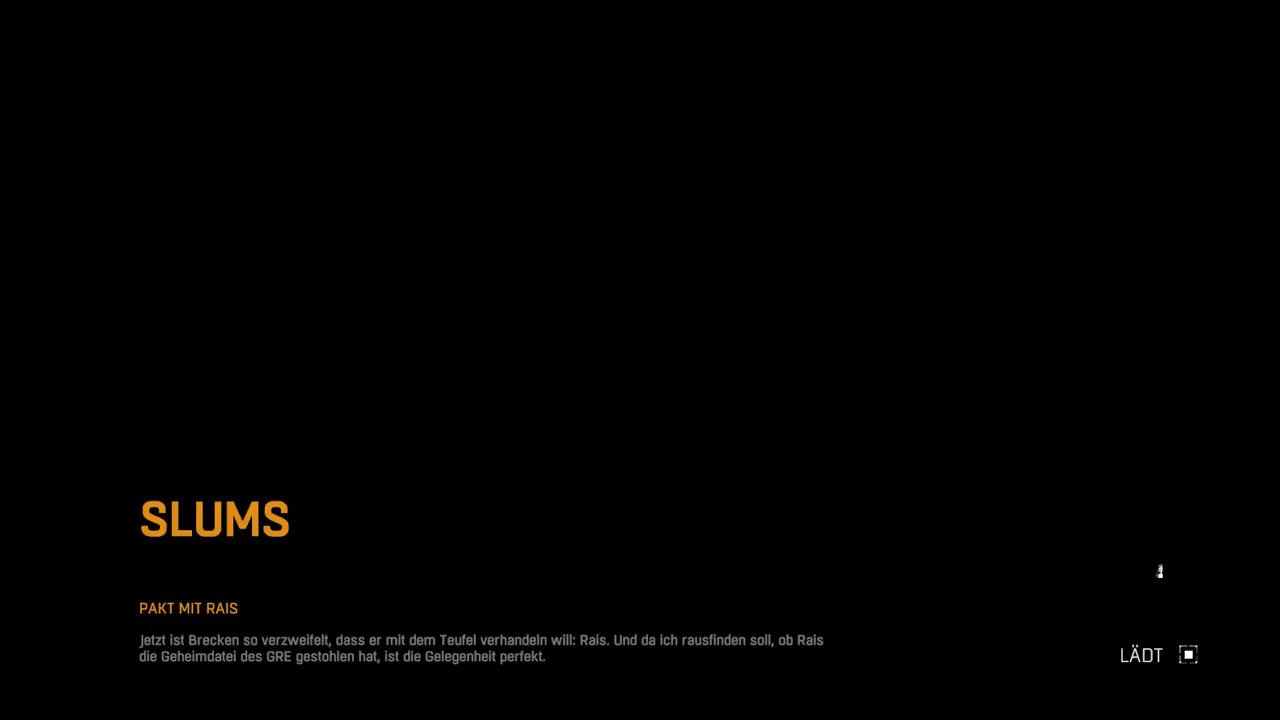 SLUMS
PAKT MIT RAIS
Jetzt ist Brecken so verzweifelt, dass er mit dem Teufel verhandeln will: Rais. Und da ich rausfinden soll, ob Rais
die Geheimdatei des GRE gestohlen hat, ist die Gelegenheit perfekt.
LÄDT